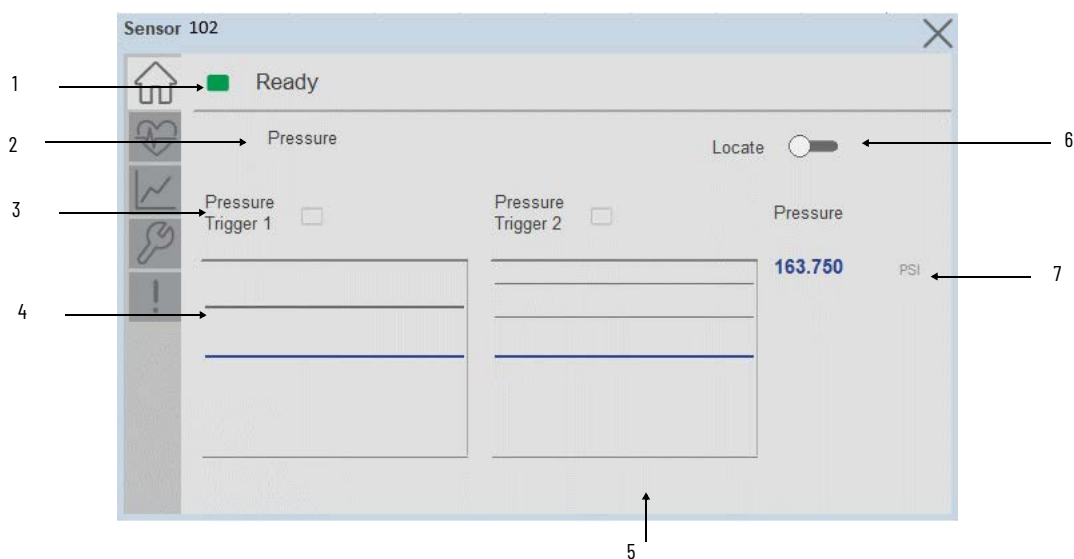 Sensor 102
1
Ready
2
Pressure
Locate
6
3
Pressure
Trigger 1
Pressure
Trigger 2
Pressure
163.750
PSI
7
4
5